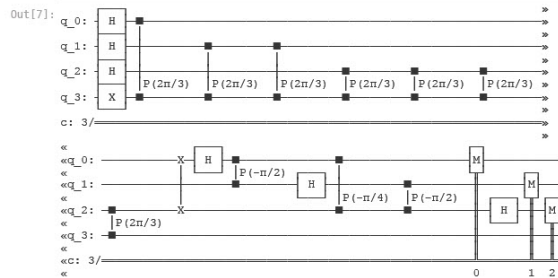 Out[7]:
q_0: H »
q_1: H »
q_2: H »
q_3: X P(2π/3) P(2π/3) P(2π/3) P(2π/3) P(2π/3) P(2π/3) »
c: 3/ »
»
«
«q_0: X H M
«q_1: P(-π/2) H M
«q_2: X P(-π/4) P(-π/2) H M
«q_3: P(2π/3)
«c: 3/
« 0 1 2